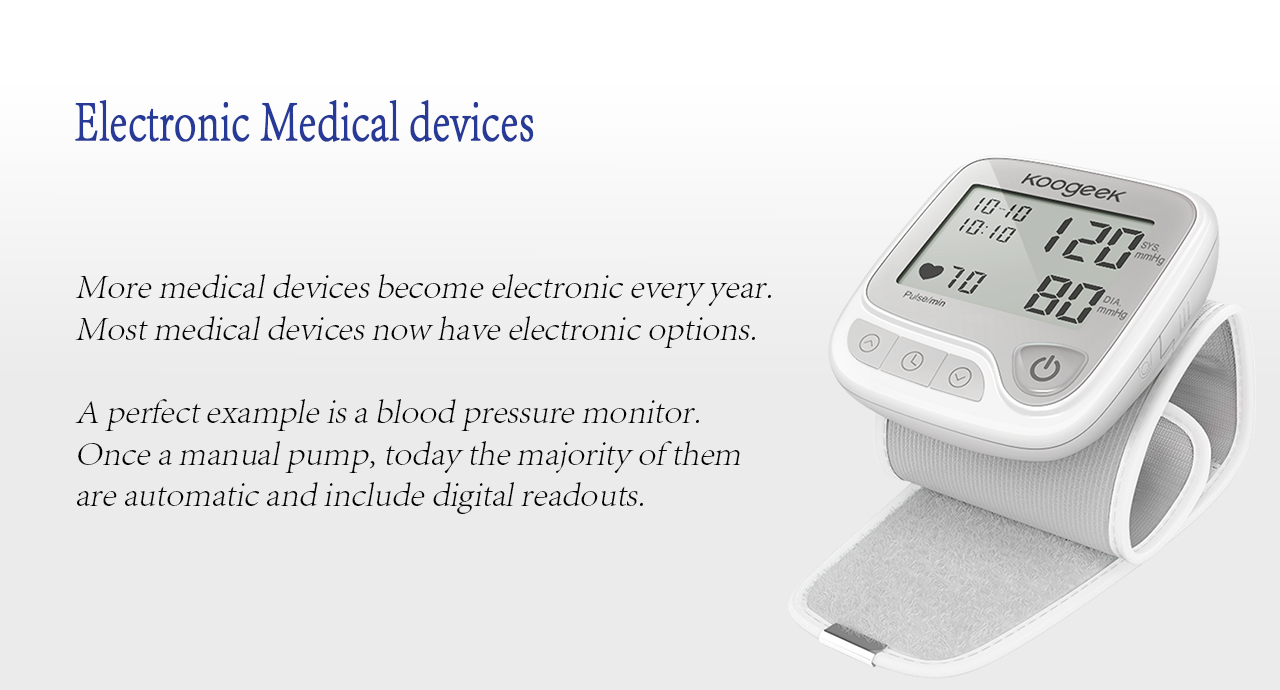 Electronic Medical devices
More medical devices become electronic every year.
Most medical devices now have electronic options.
A perfect example is a blood pressure monitor.
Once a manual pump, today the majority of them
are automatic and include digital readouts.
Koogeek
10-10
10:10
120
SYS.
mmHg
70
Pulse/min
80
DIA.
mmHg